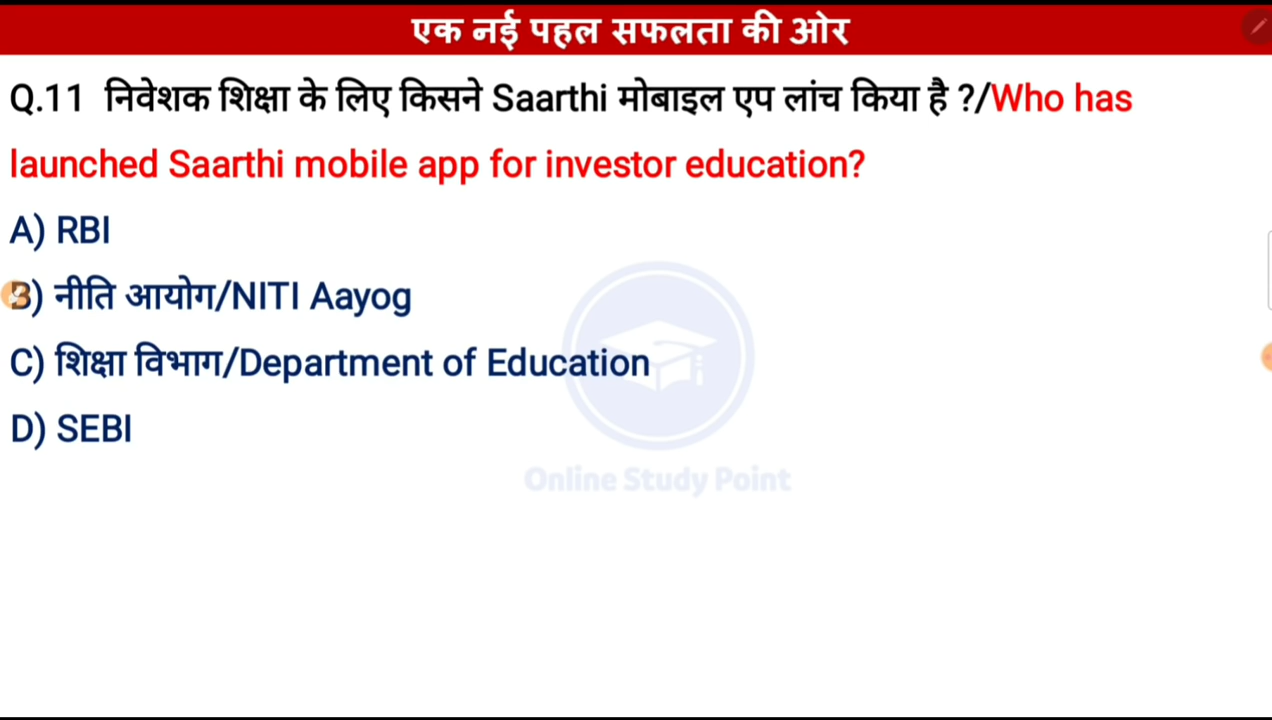 एक नई पहल सफलता की ओर
Q.11 निवेशक शिक्षा के लिए किसने Saarthi मोबाइल एप लांच किया है ?/Who has
launched Saarthi mobile app for investor education?
A) RBI
B) नीति आयोग/NITI Aayog
C) शिक्षा विभाग/Department of Education
D) SEBI
Online Study Point